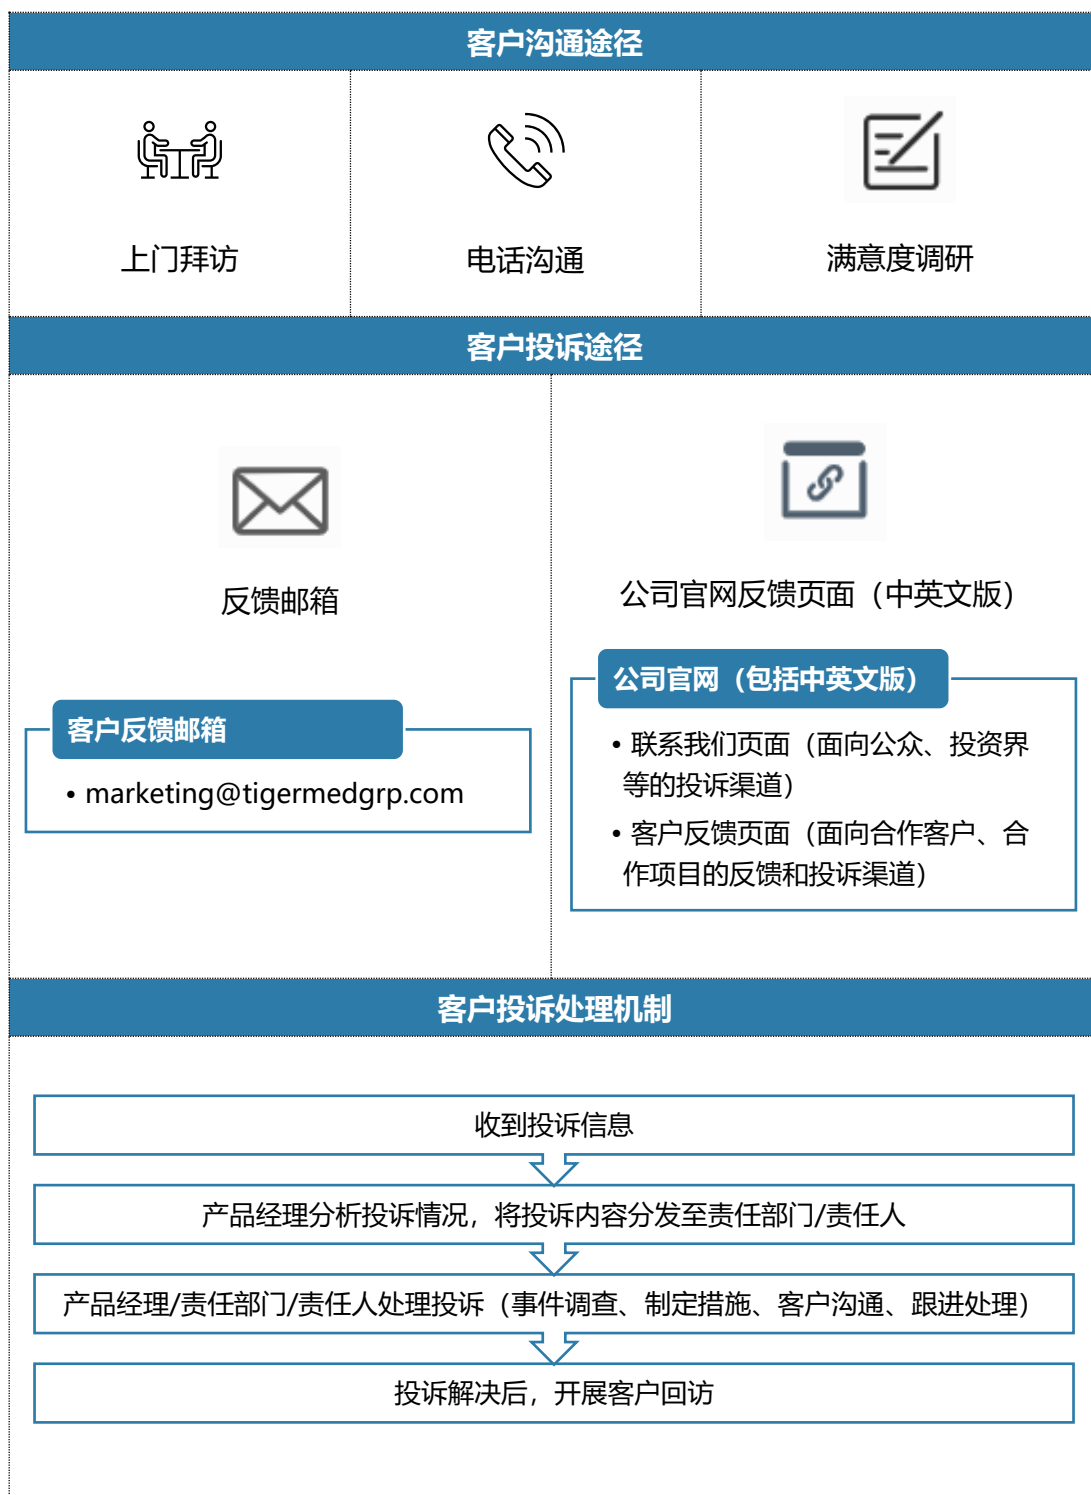 客户沟通途径
上门拜访
电话沟通
满意度调研
客户投诉途径
反馈邮箱
客户反馈邮箱
• marketing@tigermedgrp.com
公司官网反馈页面（中英文版）
公司官网（包括中英文版）
• 联系我们页面（面向公众、投资界
等的投诉渠道）
• 客户反馈页面（面向合作客户、合
作项目的反馈和投诉渠道）
客户投诉处理机制
收到投诉信息
产品经理分析投诉情况，将投诉内容分发至责任部门/责任人
产品经理/责任部门/责任人处理投诉（事件调查、制定措施、客户沟通、跟进处理）
投诉解决后，开展客户回访